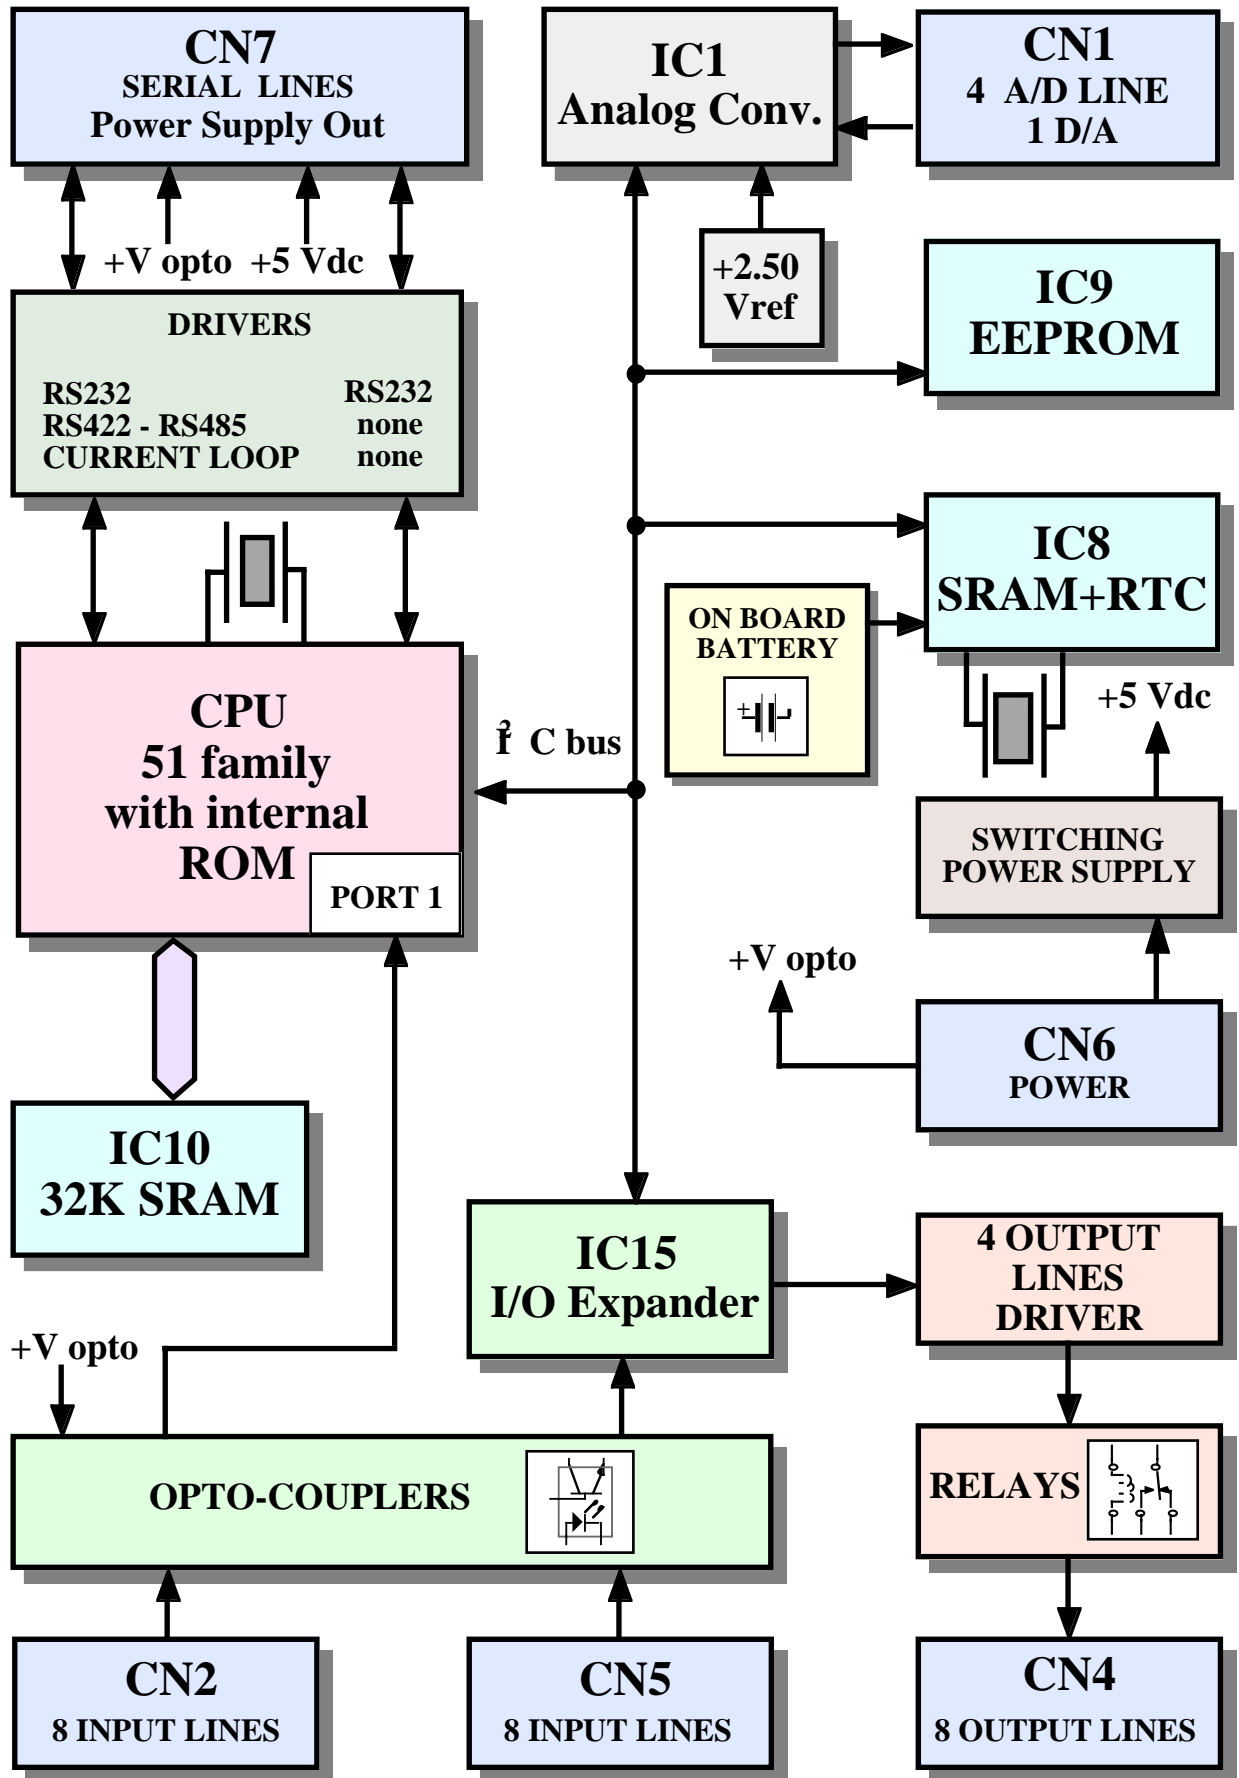 CN7
SERIAL LINES
Power Supply Out
IC1
Analog Conv.
CN1
4 A/D LINE
1 D/A
+V opto
+5 Vdc
+2.50
Vref
IC9
EEPROM
DRIVERS
RS232 RS232
RS422 - RS485 none
CURRENT LOOP none
IC8
SRAM+RTC
ON BOARD
BATTERY
+
+5 Vdc
CPU
51 family
with internal
ROM
PORT 1
I² C bus
SWITCHING
POWER SUPPLY
+V opto
CN6
POWER
IC10
32K SRAM
IC15
I/O Expander
4 OUTPUT
LINES
DRIVER
+V opto
OPTO-COUPLERS
RELAYS
CN2
8 INPUT LINES
CN5
8 INPUT LINES
CN4
8 OUTPUT LINES